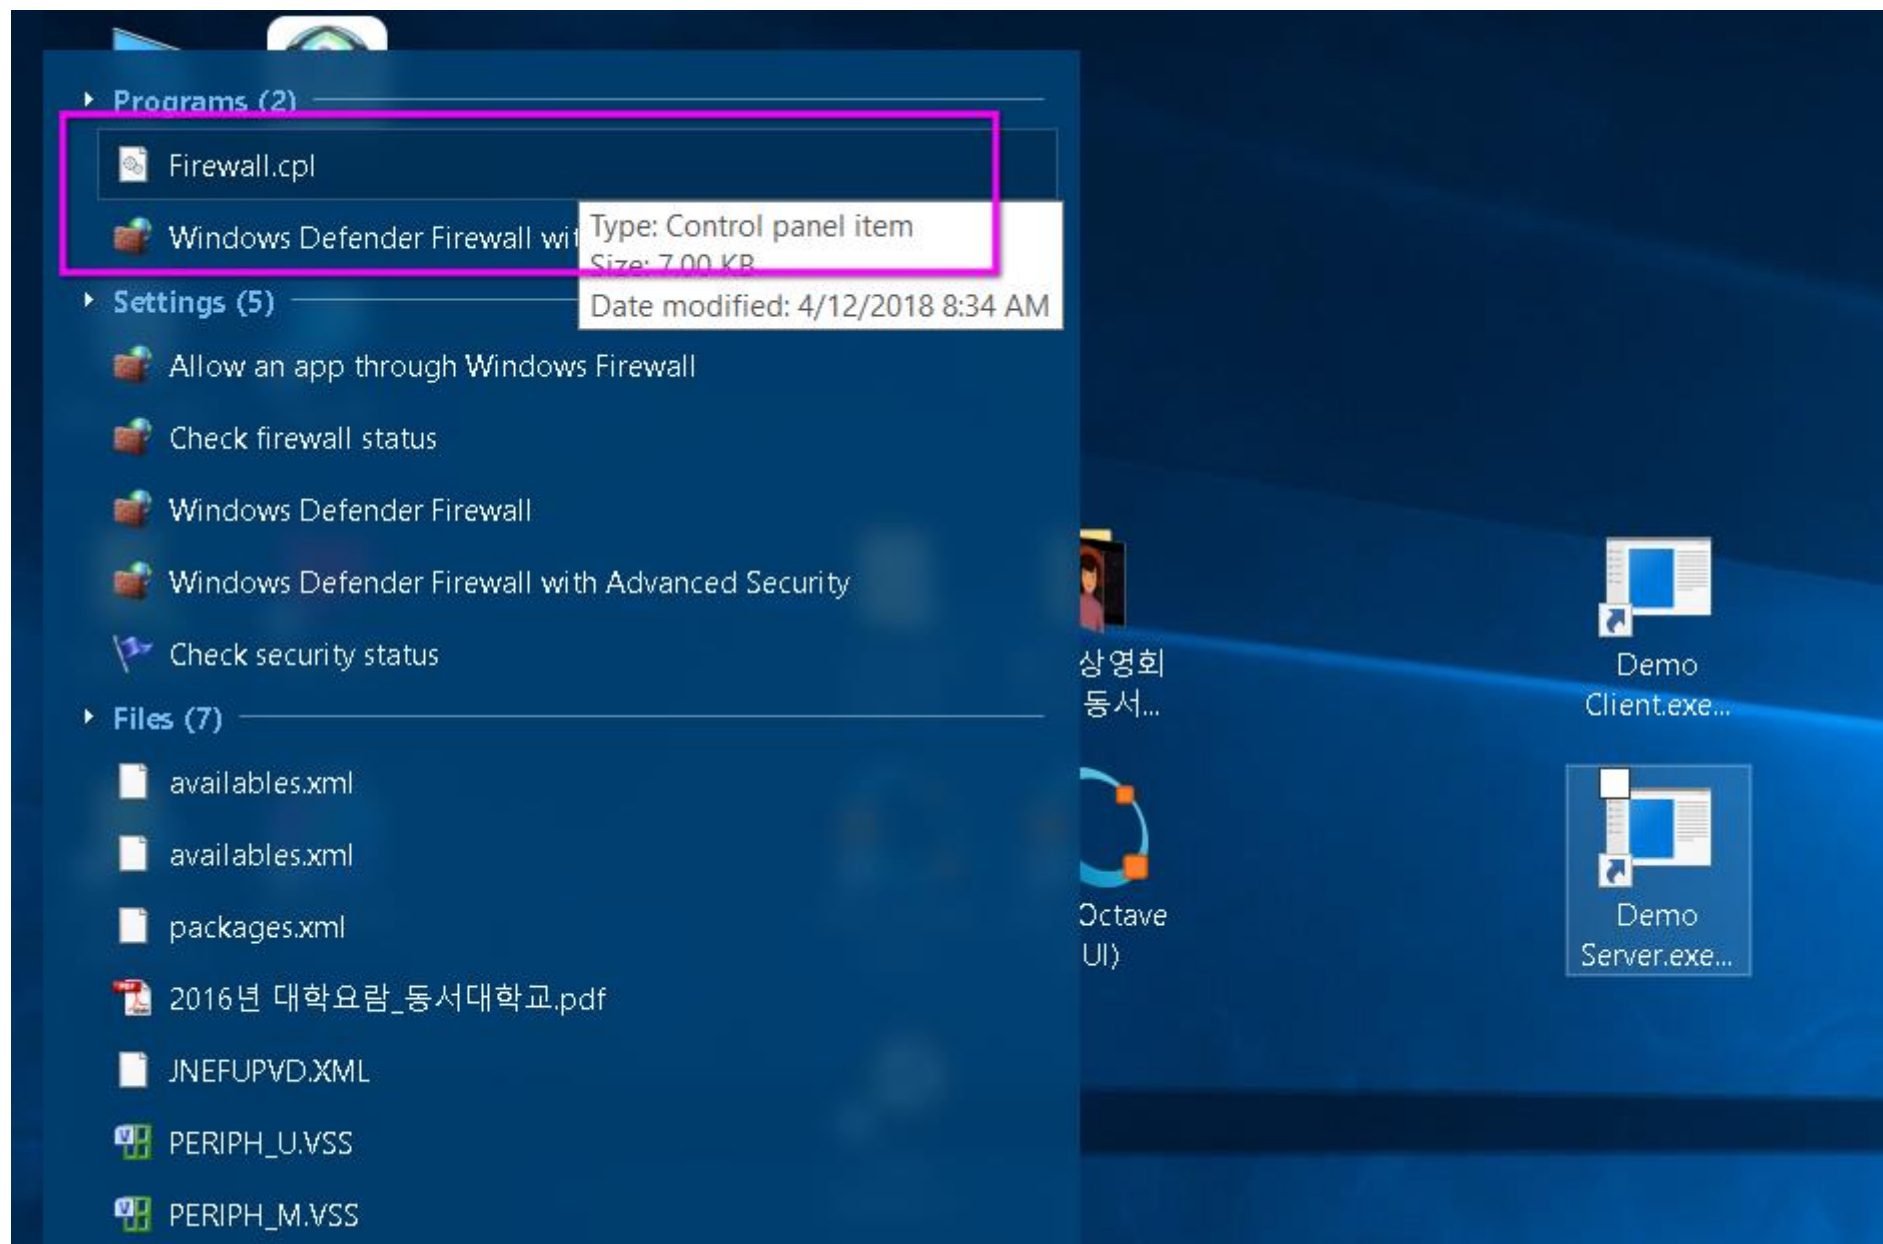 Programs (2)
Firewall.cpl
Windows Defender Firewall wit
Type: Control panel item
Size: 7.00 KB
Date modified: 4/12/2018 8:34 AM
Settings (5)
Allow an app through Windows Firewall
Check firewall status
Windows Defender Firewall
Windows Defender Firewall with Advanced Security
Check security status
Files (7)
availables.xml
availables.xml
packages.xml
2016년 대학요람_동서대학교.pdf
JNEFUPVD.XML
PERIPH_U.VSS
PERIPH_M.VSS
상영회
동서...
Octave
UI)
Demo
Client.exe...
Demo
Server.exe...